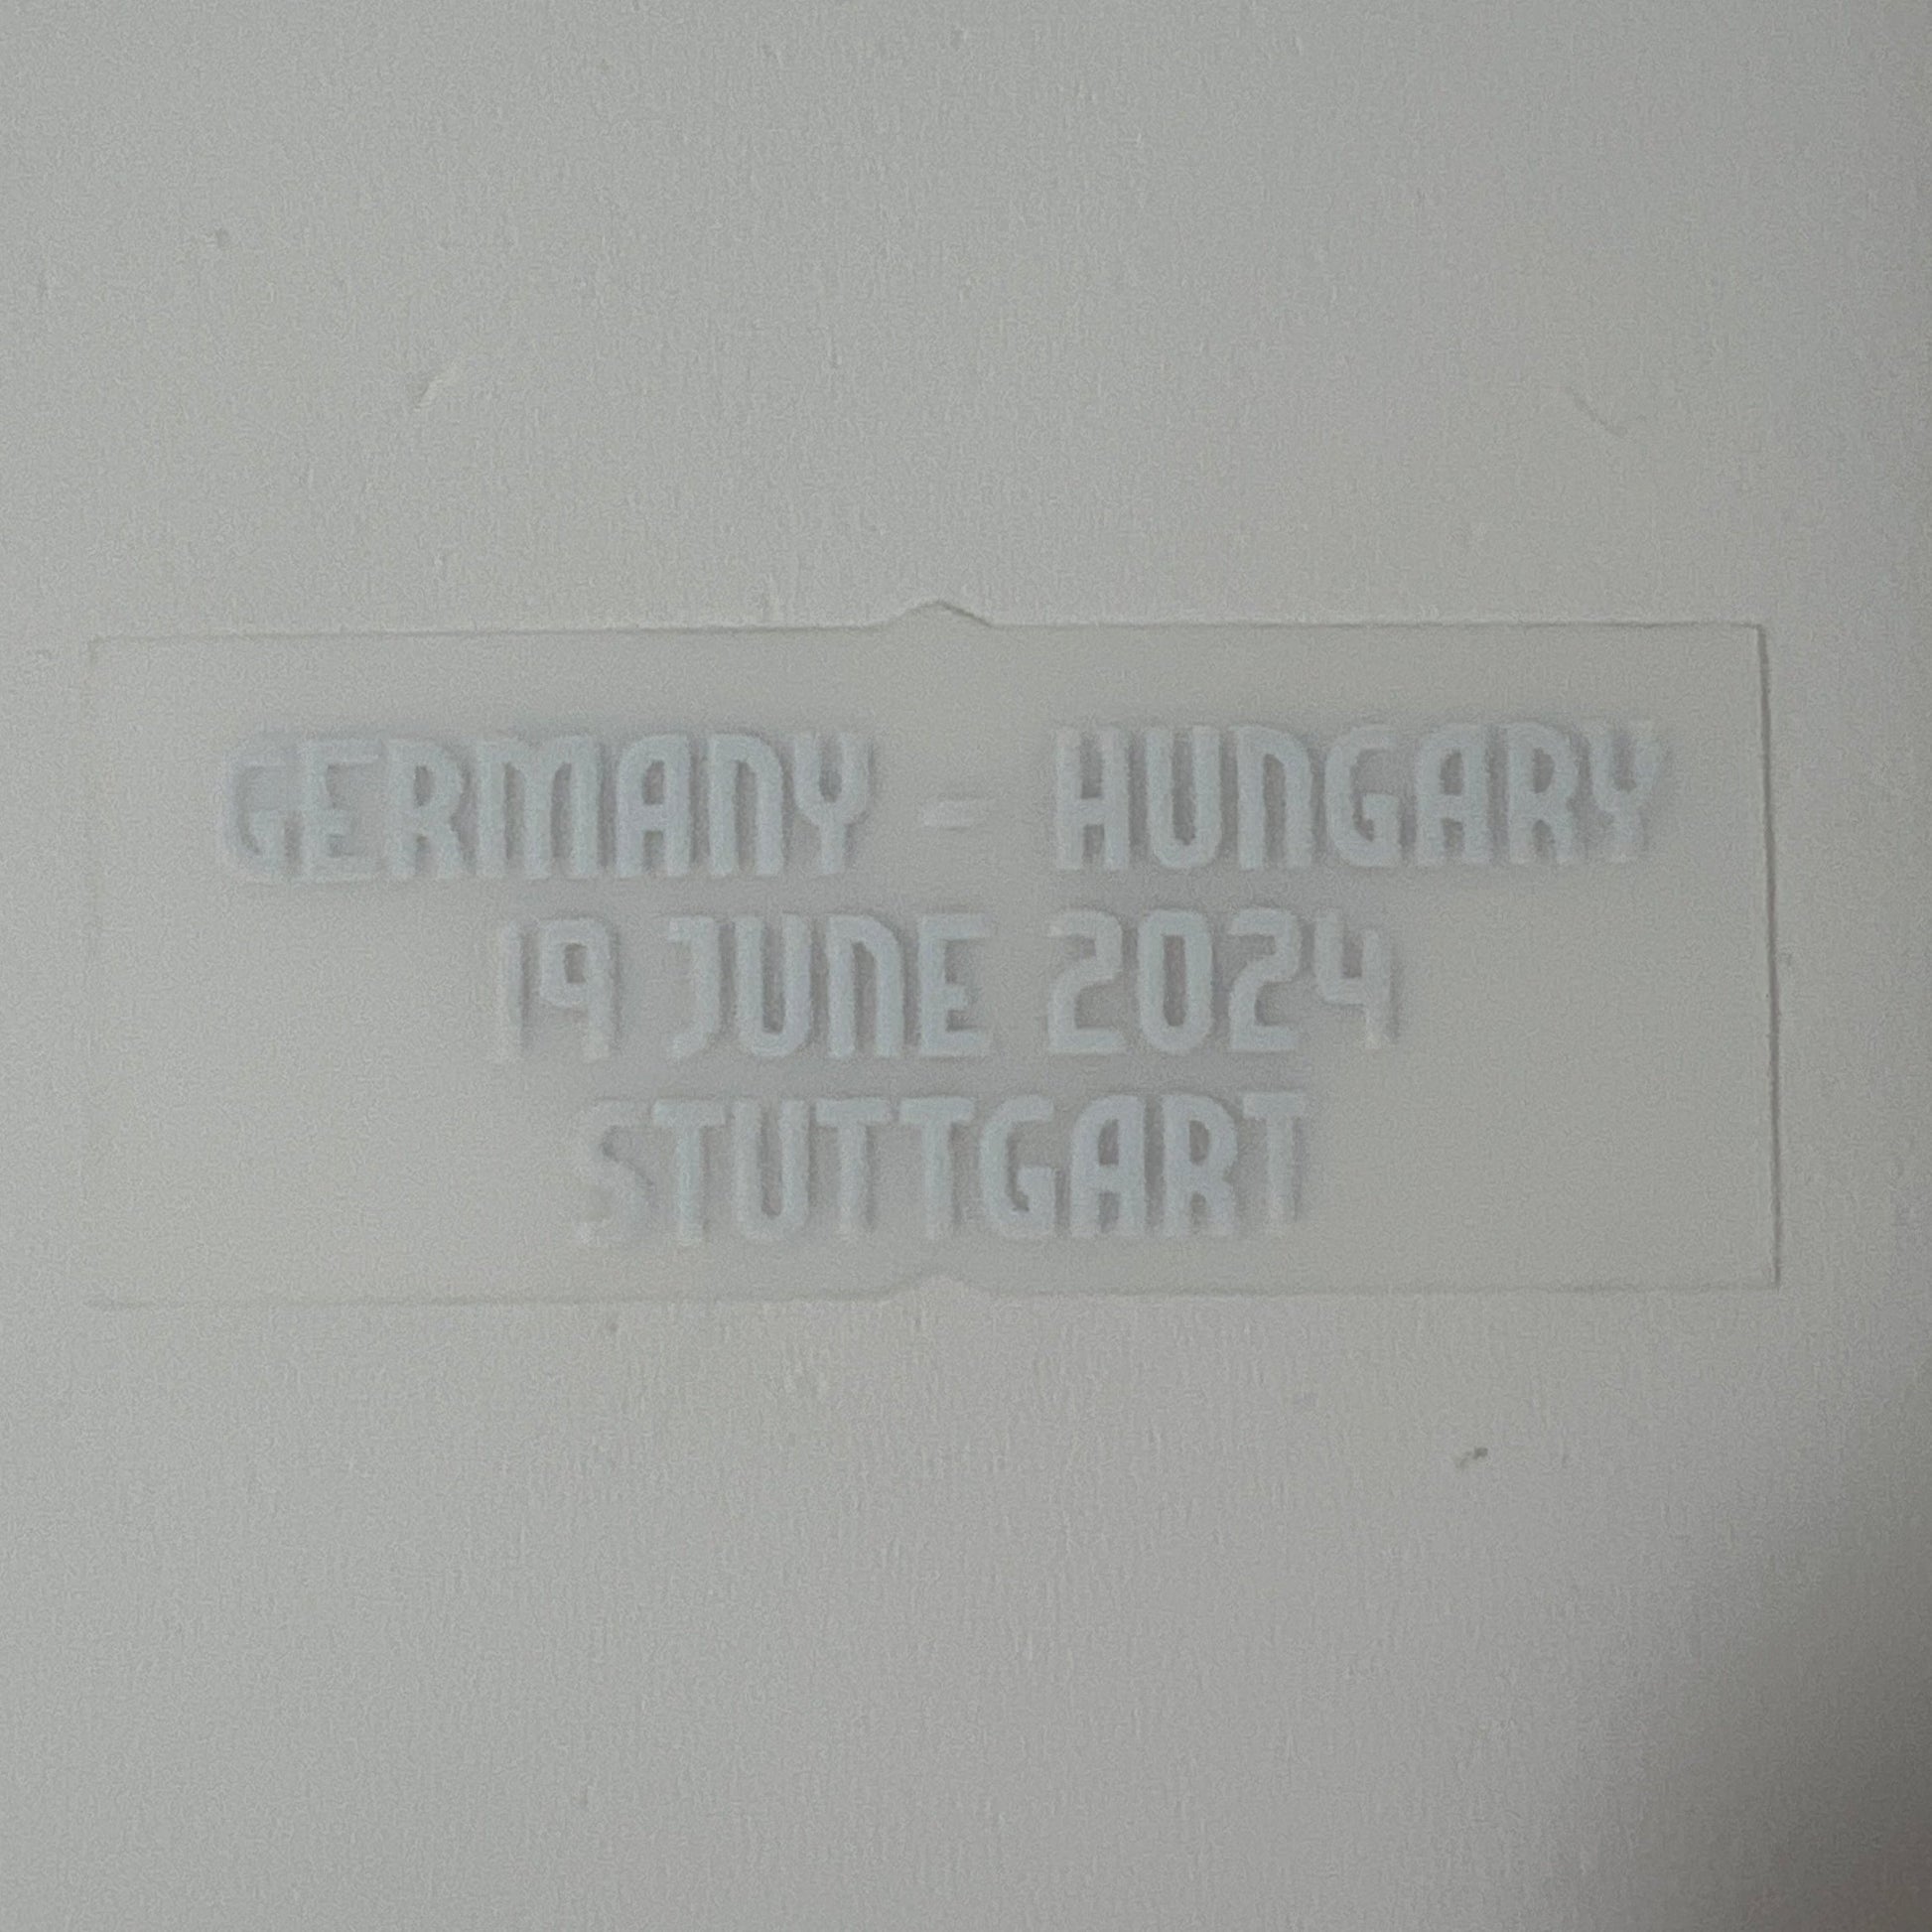 GERMANY - HUNGARY
19 JUNE 2024
STUTTGART